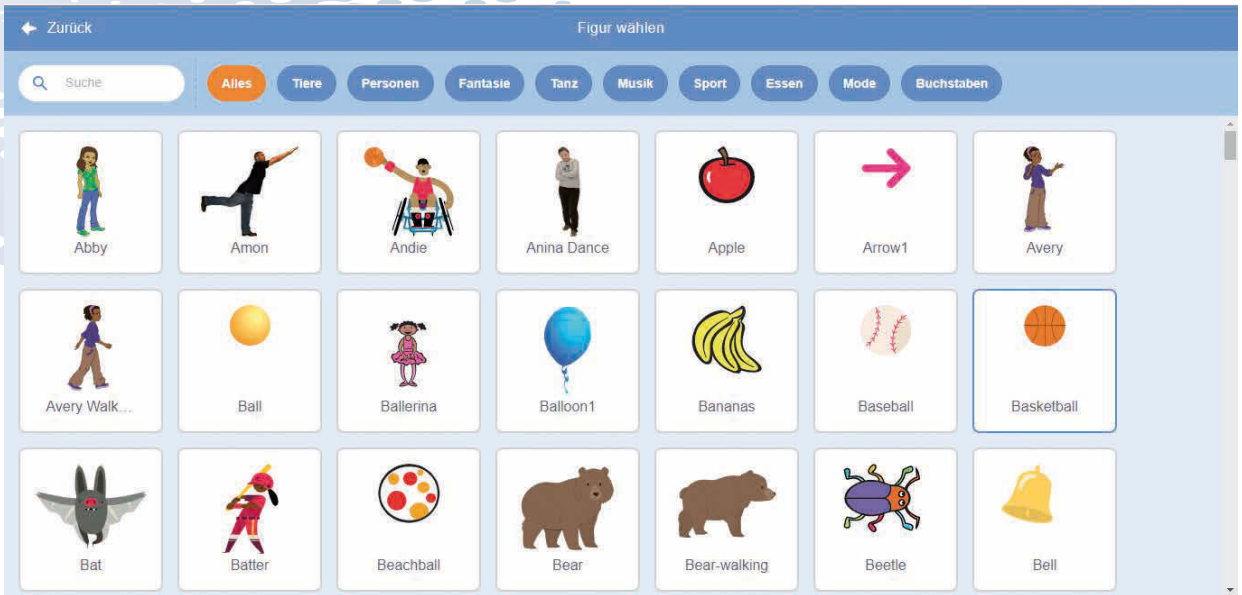 Zurück
Figur wählen
Suche
Alles
Tiere
Personen
Fantasie
Tanz
Musik
Sport
Essen
Mode
Buchstaben
Abby
Amon
Andie
Anina Dance
Apple
Arrow1
Avery
Avery Walk...
Ball
Ballerina
Balloon1
Bananas
Baseball
Basketball
Bat
Batter
Beachball
Bear
Bear-walking
Beetle
Bell